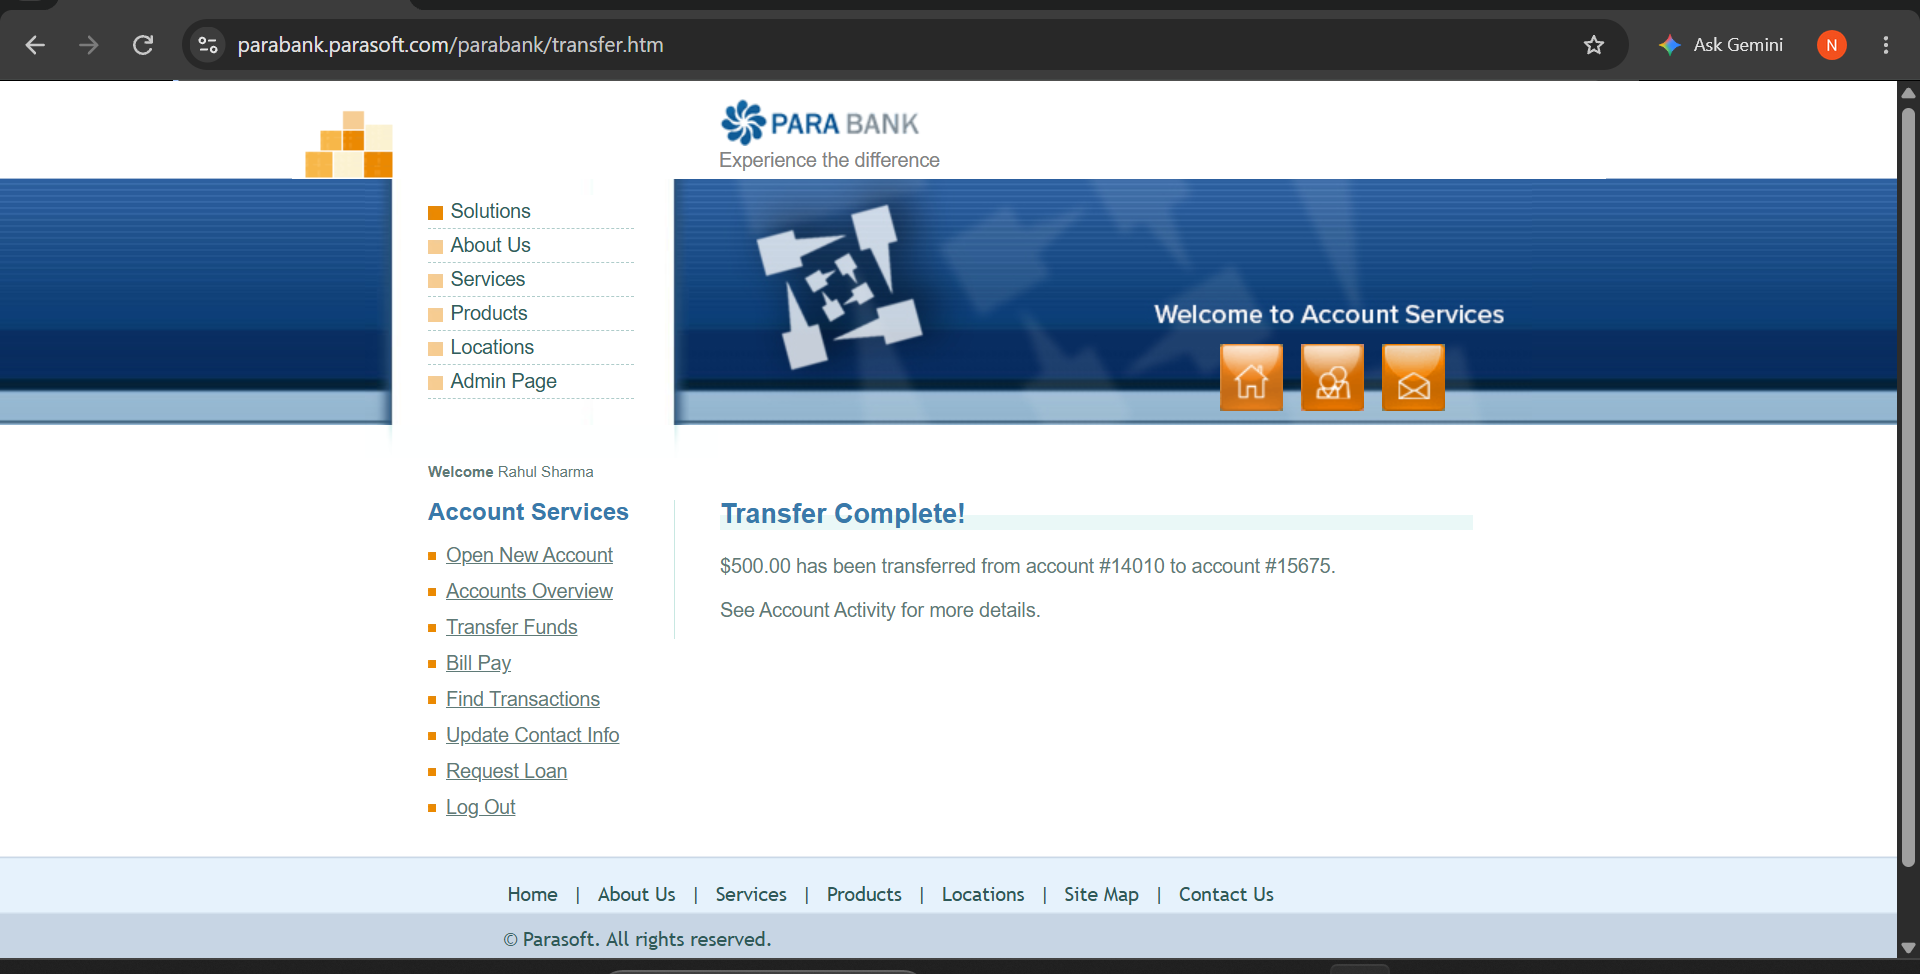 parabank.parasoft.com/parabank/transfer.htm
Ask Gemini
N
PARA BANK
Experience the difference
Solutions
About Us
Services
Products
Locations
Admin Page
Welcome to Account Services
Welcome Rahul Sharma
Account Services
Open New Account
Accounts Overview
Transfer Funds
Bill Pay
Find Transactions
Update Contact Info
Request Loan
Log Out
Transfer Complete!
$500.00 has been transferred from account #14010 to account #15675.
See Account Activity for more details.
Home | About Us | Services | Products | Locations | Site Map | Contact Us
© Parasoft. All rights reserved.